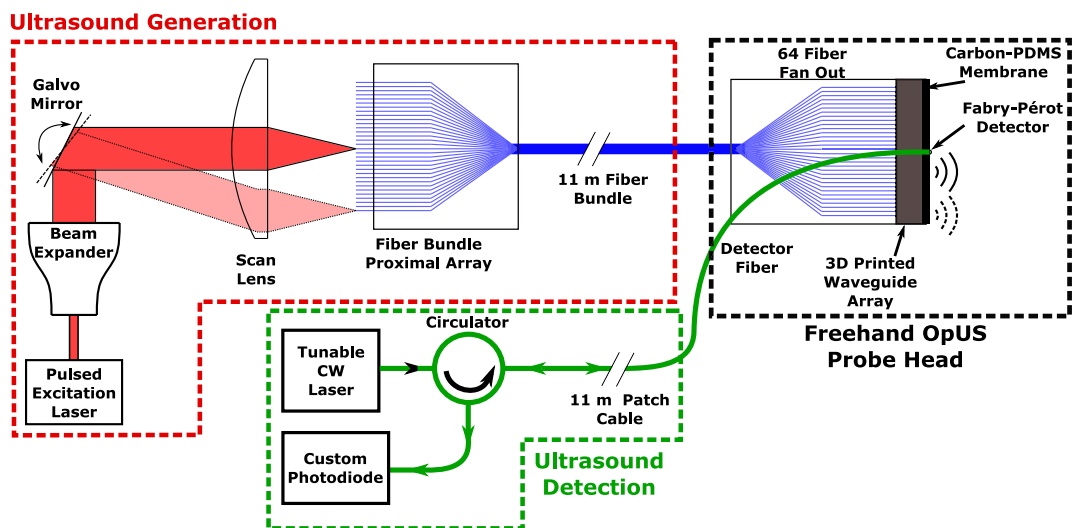 Ultrasound Generation
Galvo
Mirror
Beam
Expander
Pulsed
Excitation
Laser
Scan
Lens
Fiber Bundle
Proximal Array
11 m Fiber
Bundle
64 Fiber
Fan Out
Carbon-PDMS
Membrane
Fabry-Pérot
Detector
Detector
Fiber
3D Printed
Waveguide
Array
Freehand OpUS
Probe Head
Circulator
Tunable
CW
Laser
11 m Patch
Cable
Custom
Photodiode
Ultrasound
Detection